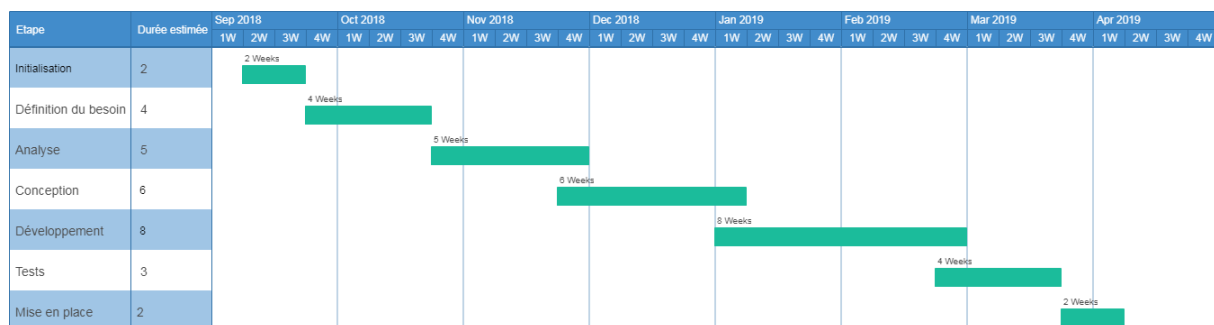 Etape Durée estimée Sep 2018 Oct 2018 Nov 2018 Dec 2018 Jan 2019 Feb 2019 Mar 2019 Apr 2019
1W 2W 3W 4W 1W 2W 3W 4W 1W 2W 3W 4W 1W 2W 3W 4W 1W 2W 3W 4W 1W 2W 3W 4W 1W 2W 3W 4W 1W 2W 3W 4W
Initialisation 2 2 Weeks
Définition du besoin 4 4 Weeks
Analyse 5 5 Weeks
Conception 6 6 Weeks
Développement 8 8 Weeks
Tests 3 4 Weeks
Mise en place 2 2 Weeks